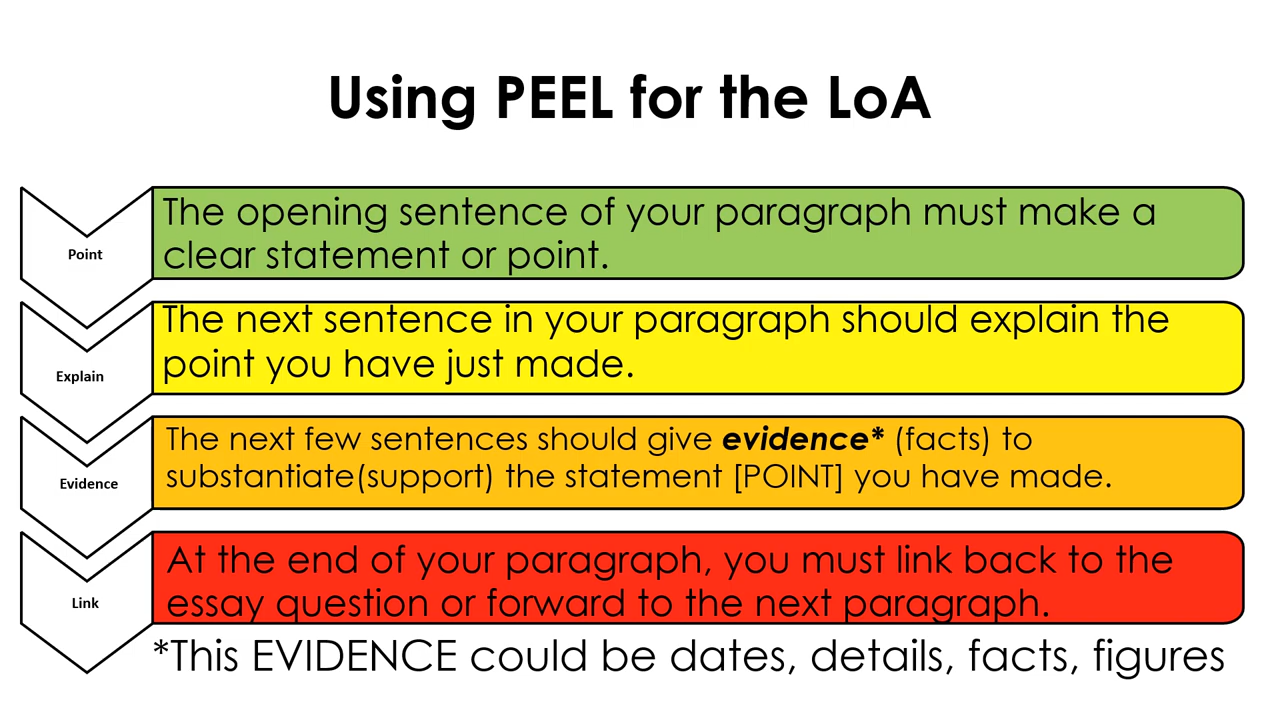 Using PEEL for the LoA
Point
The opening sentence of your paragraph must make a
clear statement or point.
Explain
The next sentence in your paragraph should explain the
point you have just made.
Evidence
The next few sentences should give evidence* (facts) to
substantiate(support) the statement [POINT] you have made.
Link
At the end of your paragraph, you must link back to the
essay question or forward to the next paragraph.
*This EVIDENCE could be dates, details, facts, figures